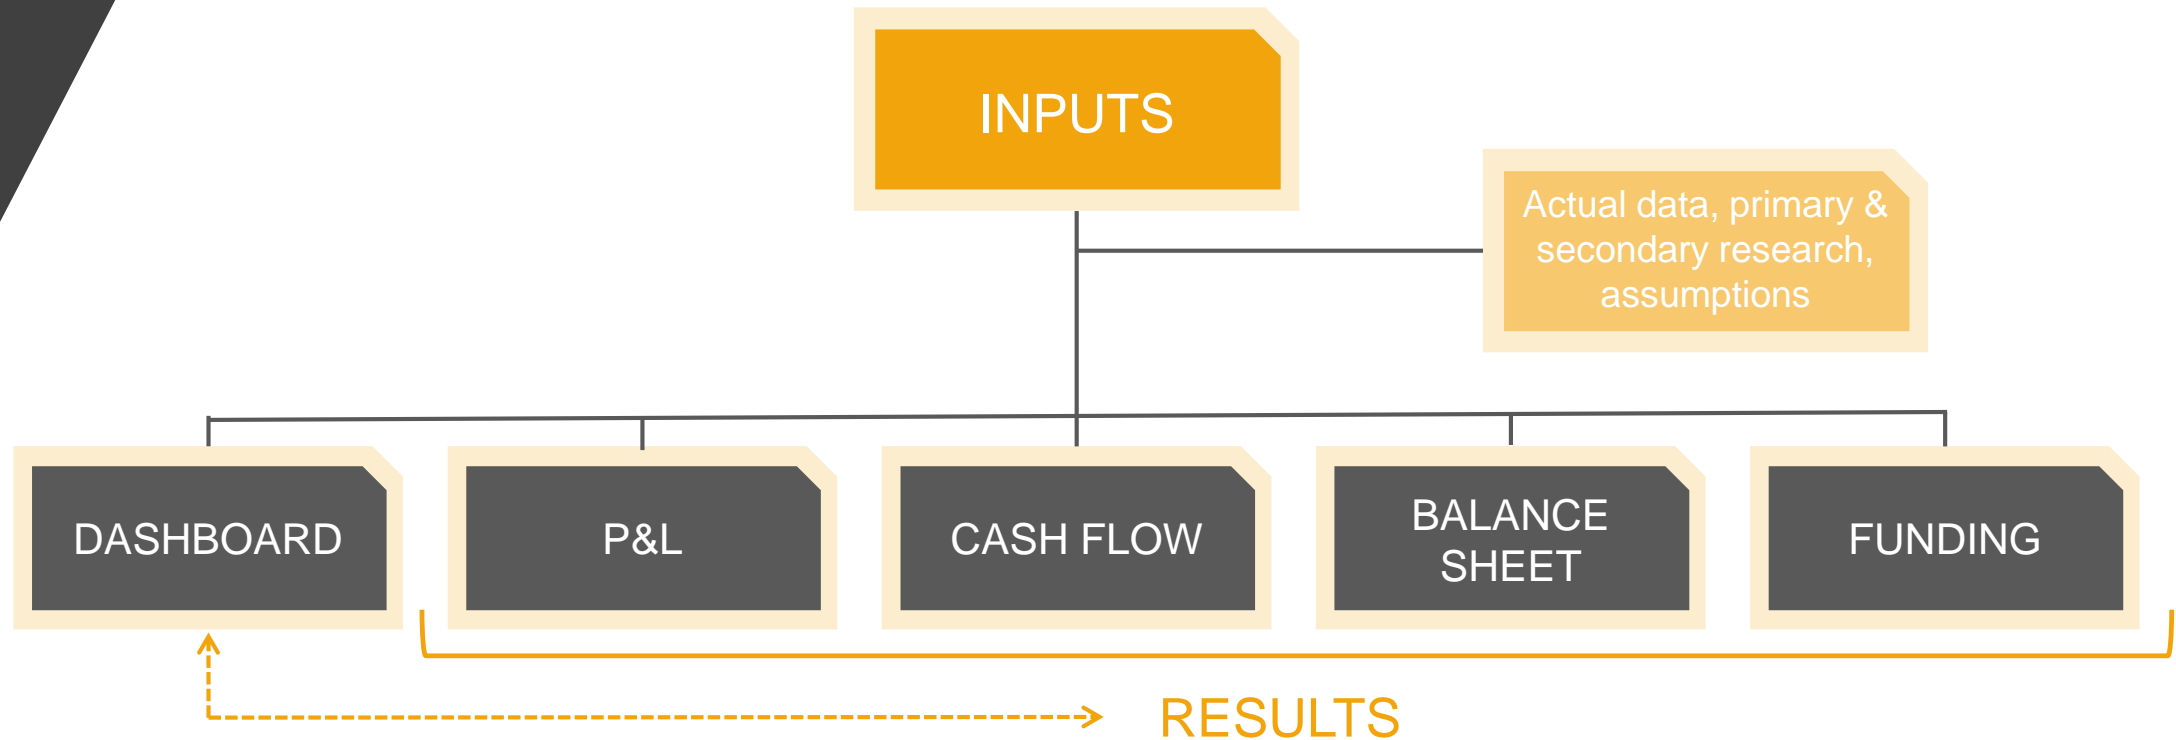 INPUTS
Actual data, primary &
secondary research,
assumptions
DASHBOARD
P&L
CASH FLOW
BALANCE
SHEET
FUNDING
RESULTS